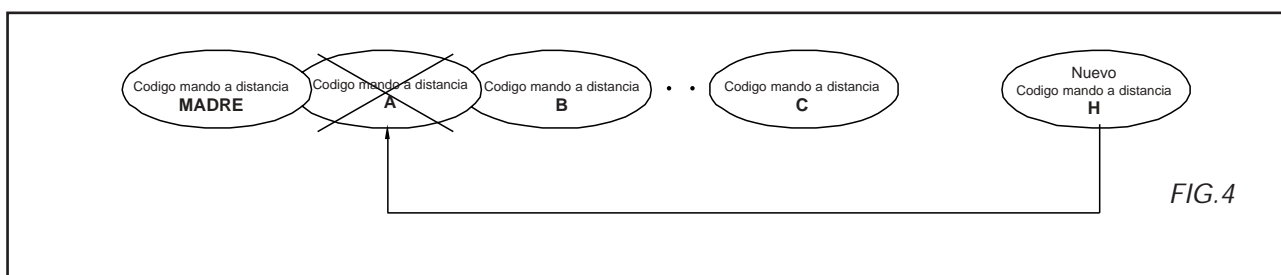 Codigo mando a distancia
MADRE
Codigo mando a distancia
A
Codigo mando a distancia
B
Codigo mando a distancia
C
Nuevo
Codigo mando a distancia
H
FIG.4